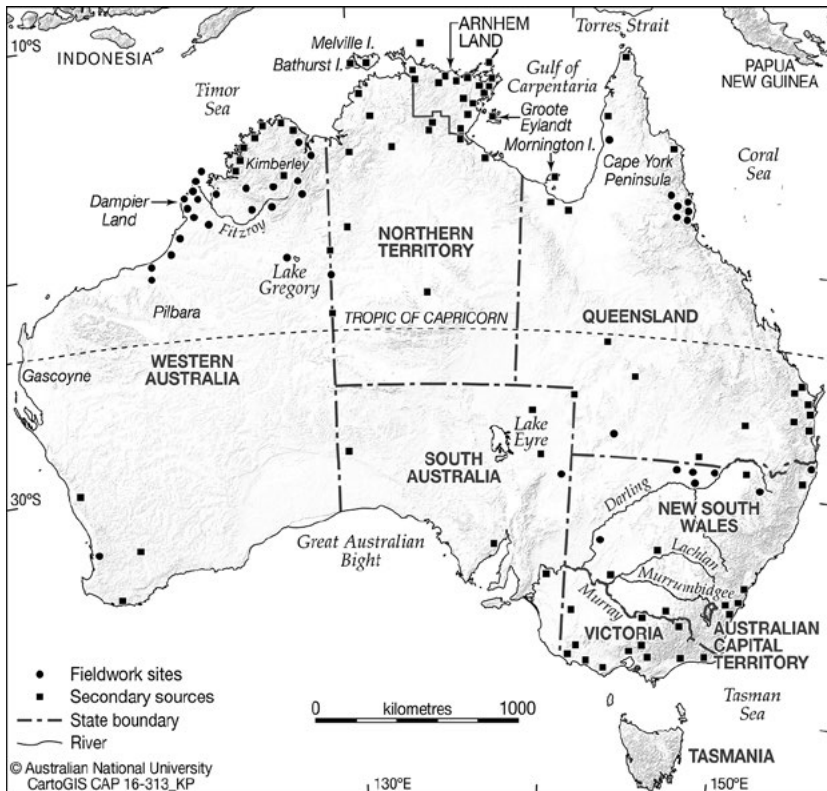 10°S
INDONESIA
Melville I.
Bathurst I.
ARNHEM
LAND
Torres Strait
PAPUA
NEW GUINEA
Timor
Sea
Gulf of
Carpentaria
Groote
Eylandt
Mornington I.
Cape York
Peninsula
Coral
Sea
Kimberley
Dampier
Land
Fitzroy
Lake
Gregory
NORTHERN
TERRITORY
Pilbara
TROPIC OF CAPRICORN
QUEENSLAND
Gascoyne
WESTERN
AUSTRALIA
Lake
Eyre
SOUTH
AUSTRALIA
30°S
Darling
NEW SOUTH
WALES
Great Australian
Bight
Lachlan
Murrumbidgee
Murray
VICTORIA
AUSTRALIAN
CAPITAL
TERRITORY
Fieldwork sites
Secondary sources
State boundary
River
kilometres
0 1000
Tasman
Sea
TASMANIA
© Australian National University
CartoGIS CAP 16-313_KP
130°E
150°E